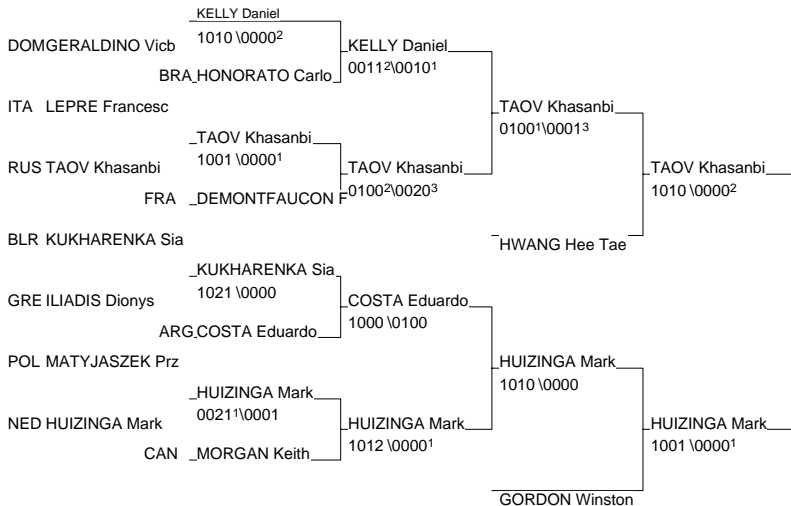 KELLY Daniel
1010 \0000²
DOMGERALDINO Vicb
KELLY Daniel
0011²\0010¹
BRA HONORATO Carlo
ITA LEPRE Francesc
TAOV Khasanbi
0100¹\0001³
TAOV Khasanbi
1001 \0000¹
RUS TAOV Khasanbi
TAOV Khasanbi
0100²\0020³
TAOV Khasanbi
1010 \0000²
FRA DEMONTFAUCON F
BLR KUKHARENKA Sia
HWANG Hee Tae
KUKHARENKA Sia
1021 \0000
GRE ILIADIS Dionys
COSTA Eduardo
1000 \0100
ARG COSTA Eduardo
POL MATYJASZEK Prz
HUIZINGA Mark
1010 \0000
HUIZINGA Mark
0021¹\0001
NED HUIZINGA Mark
HUIZINGA Mark
1012 \0000¹
HUIZINGA Mark
1001 \0000¹
CAN MORGAN Keith
GORDON Winston